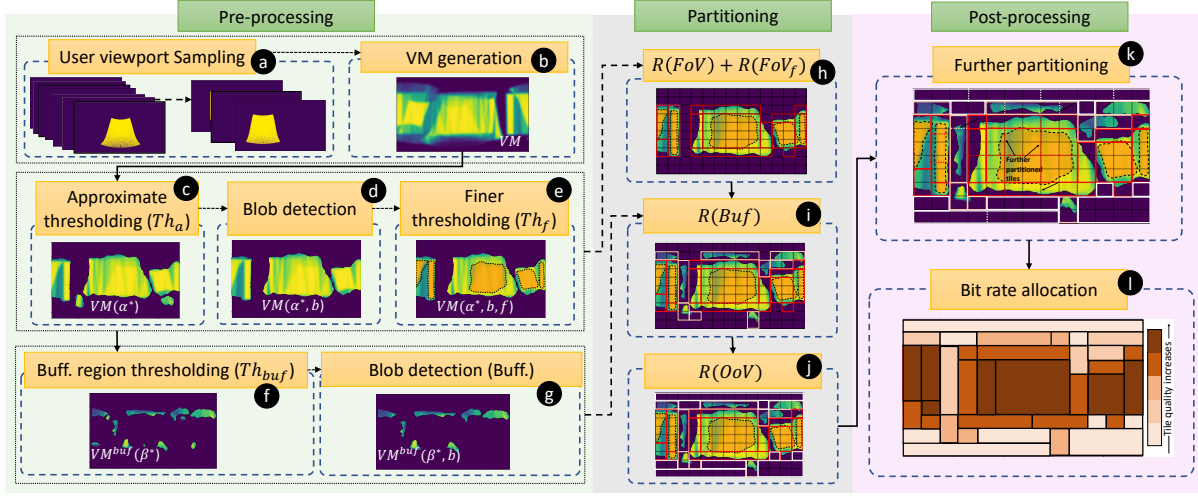 Pre-processing
Partitioning
Post-processing
User viewport Sampling
a
VM generation
b
VM
Approximate
thresholding (Th_a)
c
VM(α*)
Blob detection
d
VM(α*, b)
Finer
thresholding (Th_f)
e
VM(α*, b, f)
Buff. region thresholding (Th_buf)
f
VM^buf(β*)
Blob detection (Buff.)
g
VM^buf(β*, b)
R(FoV) + R(FoV_f)
h
R(Buf)
i
R(OoV)
j
Further partitioning
k
Further
partitioned
tiles
Bit rate allocation
l
Tile quality increases